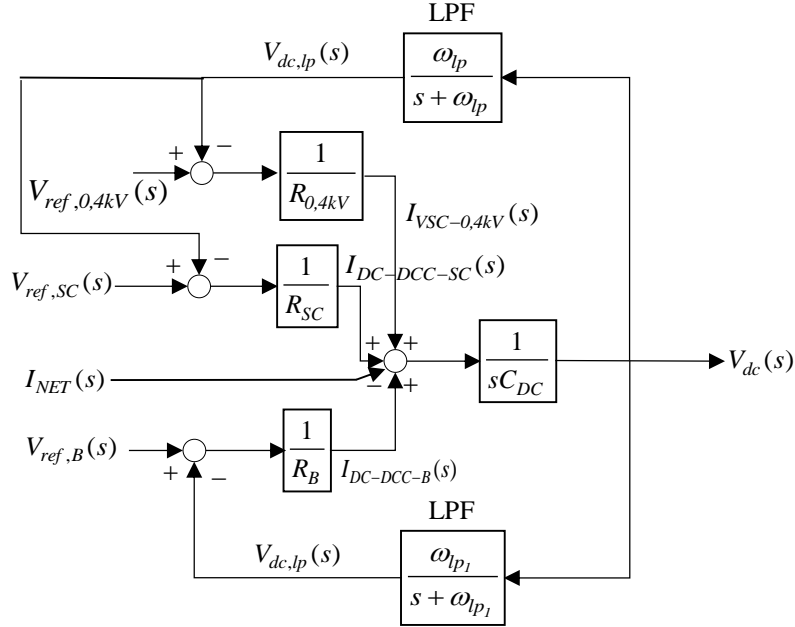 LPF
V_{dc,lp}(s)
ω_{lp}
s + ω_{lp}
+
−
1
R_{0,4kV}
V_{ref,0,4kV}(s)
I_{VSC−0,4kV}(s)
+
−
V_{ref,SC}(s)
1
R_{SC}
I_{DC−DCC−SC}(s)
+
+
1
sC_{DC}
V_{dc}(s)
I_{NET}(s)
−
+
V_{ref,B}(s)
+
−
1
R_B
I_{DC−DCC−B}(s)
LPF
V_{dc,lp}(s)
ω_{lp_1}
s + ω_{lp_1}